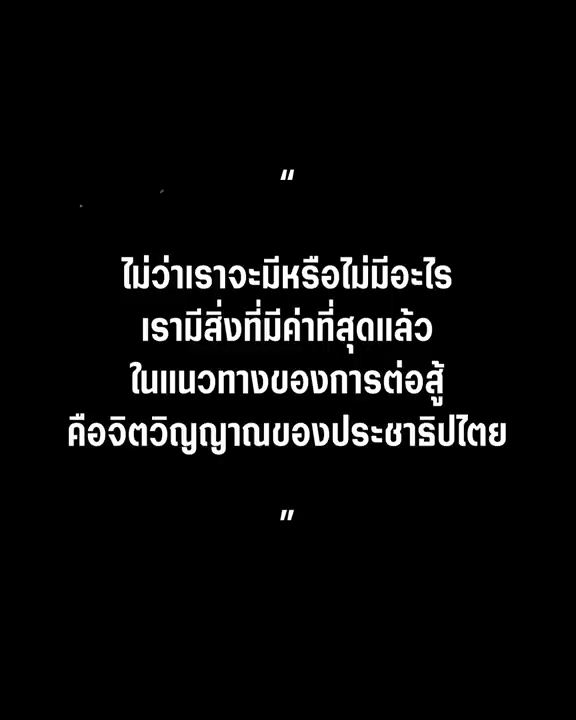 “
ไม่ว่าเราจะมีหรือไม่มีอะไร
เรามีสิ่งที่มีค่าที่สุดแล้ว
ในแนวทางของการต่อสู้
คือจิตวิญญาณของประชาธิปไตย
”